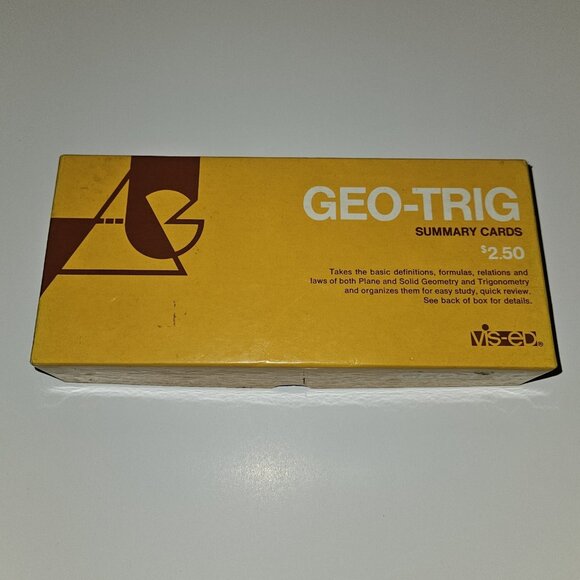 GEO-TRIG
SUMMARY CARDS
$2.50
Takes the basic definitions, formulas, relations and
laws of both Plane and Solid Geometry and Trigonometry
and organizes them for easy study, quick review.
See back of box for details.
vis-eD®